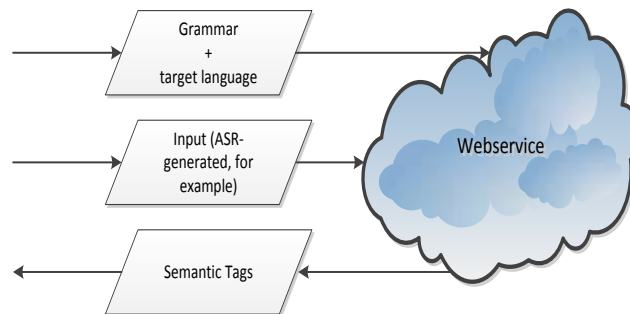 Grammar
+
target language
Input (ASR-
generated, for
example)
Webservice
Semantic Tags